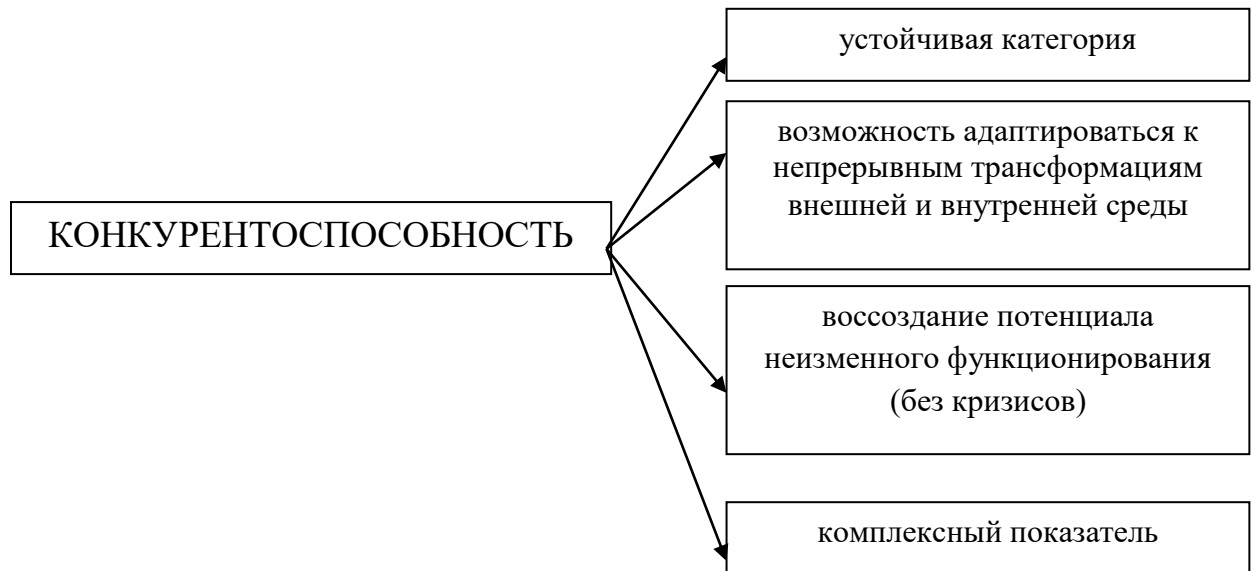 устойчивая категория
возможность адаптироваться к
непрерывным трансформациям
внешней и внутренней среды
КОНКУРЕНТОСПОСОБНОСТЬ
воссоздание потенциала
неизменного функционирования
(без кризисов)
комплексный показатель